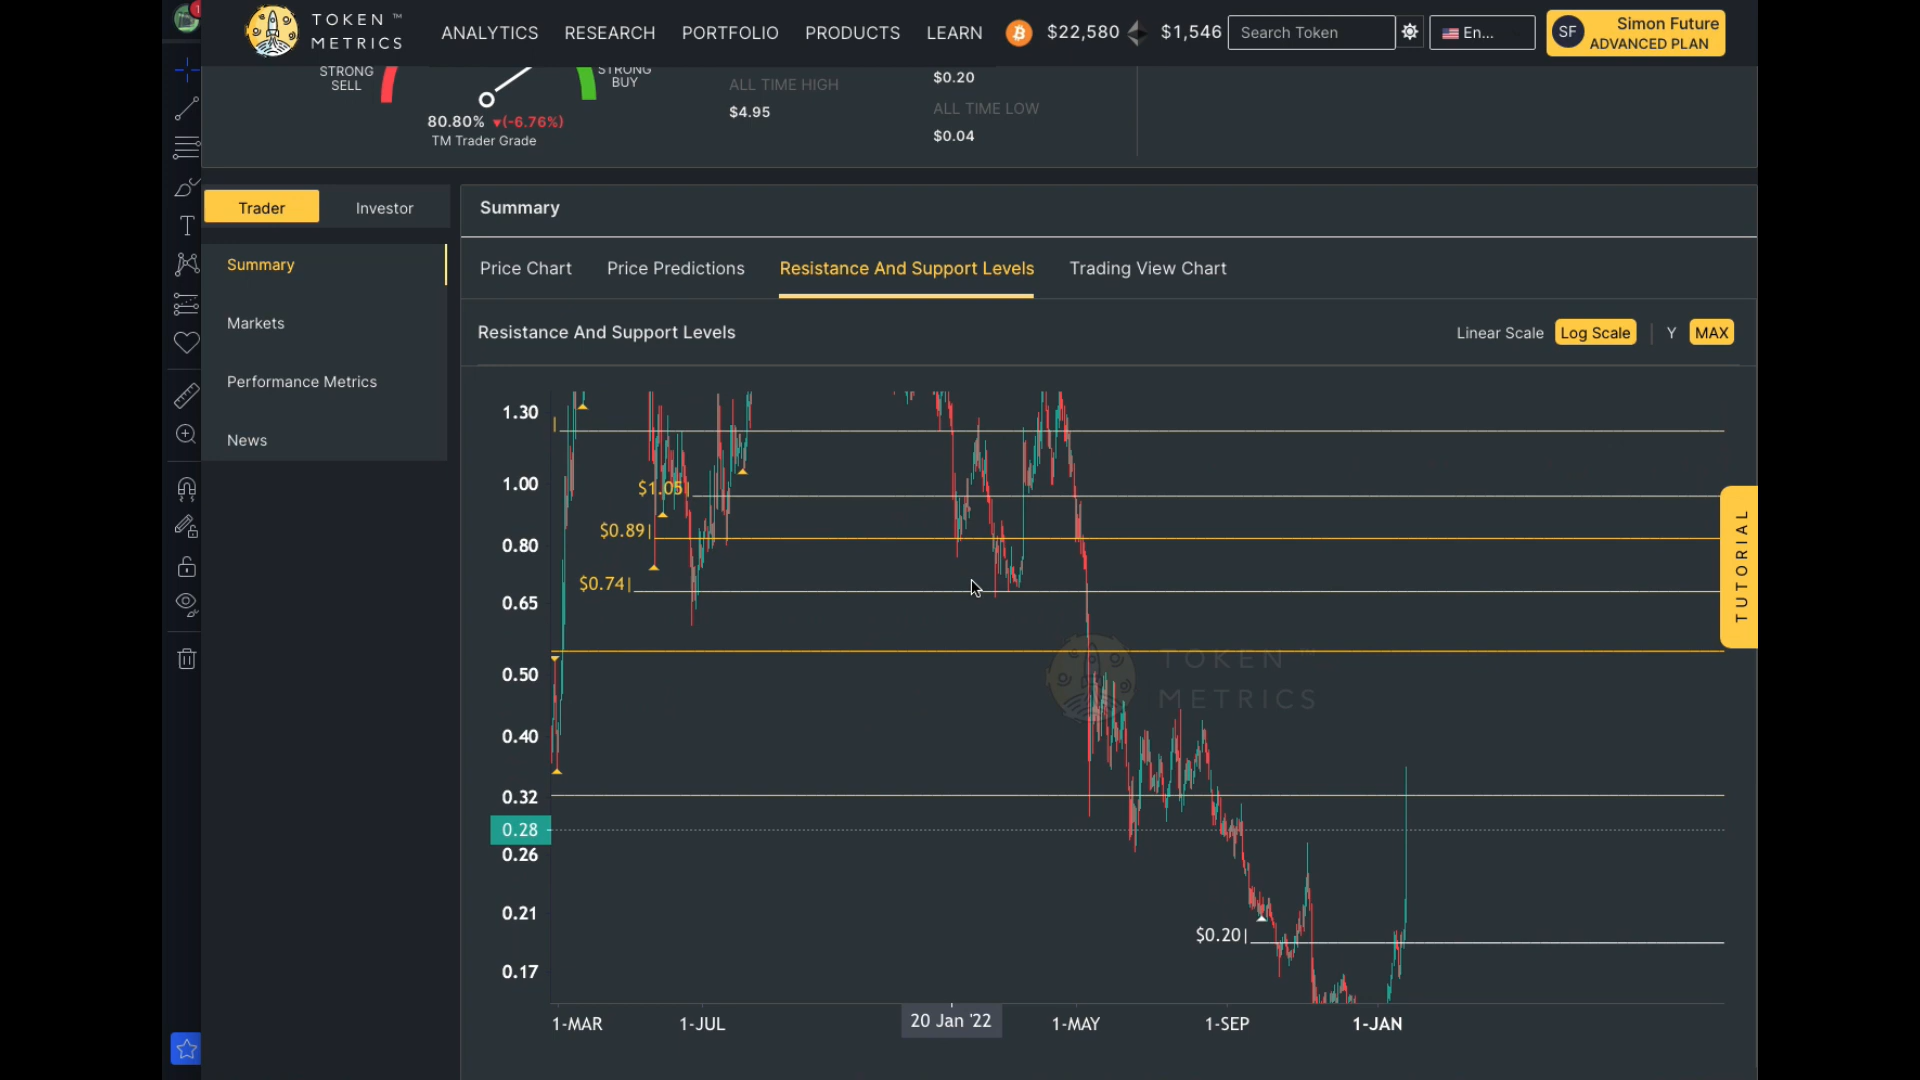 1
TOKEN ™
METRICS
ANALYTICS
RESEARCH
PORTFOLIO
PRODUCTS
LEARN
$22,580
$1,546
Search Token
En...
SF
Simon Future
ADVANCED PLAN
STRONG
SELL
STRONG
BUY
80.80% ▼(-6.76%)
TM Trader Grade
ALL TIME HIGH
$4.95
$0.20
ALL TIME LOW
$0.04
Trader
Investor
Summary
Markets
Performance Metrics
News
Summary
Price Chart
Price Predictions
Resistance And Support Levels
Trading View Chart
Resistance And Support Levels
Linear Scale
Log Scale
Y
MAX
1.30
1.00
0.80
0.65
0.50
0.40
0.32
0.28
0.26
0.21
0.17
$1.05
$0.89
$0.74
$0.20
TOKEN ™
METRICS
TUTORIAL
1-MAR
1-JUL
20 Jan '22
1-MAY
1-SEP
1-JAN